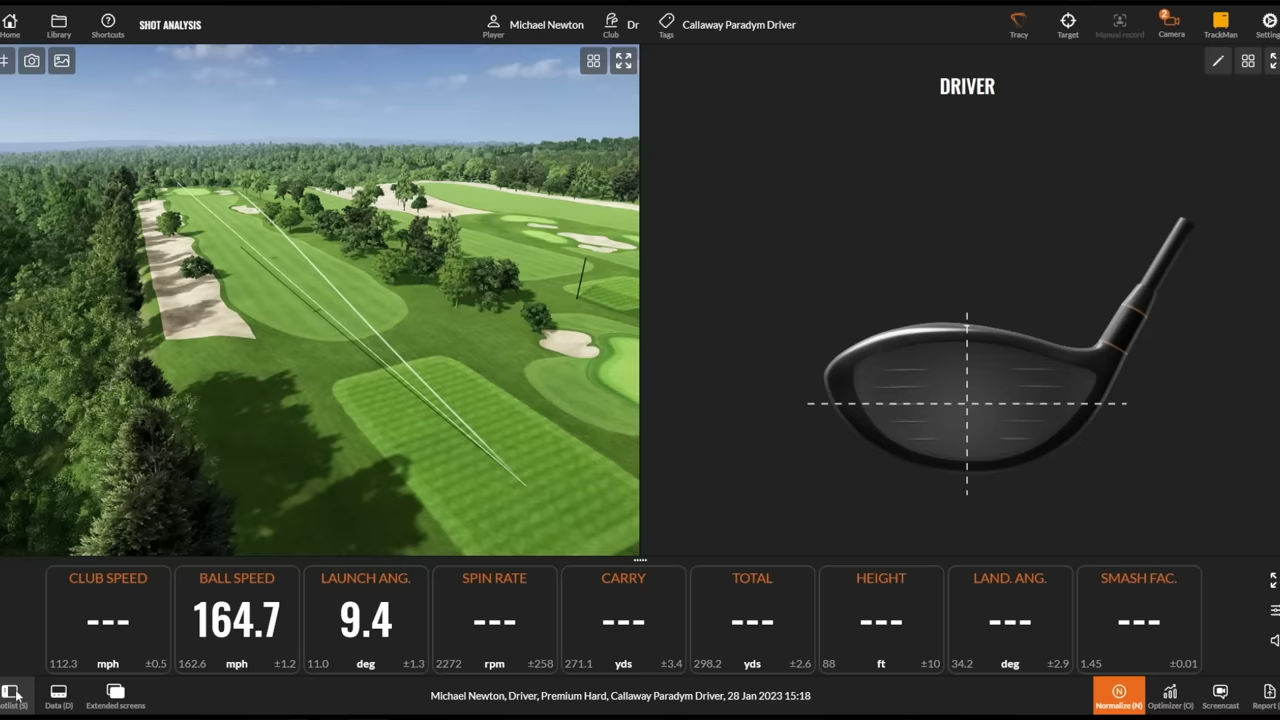 Home
Library
Shortcuts
SHOT ANALYSIS
Player
Michael Newton
Club
Dr
Tags
Callaway Paradym Driver
Tracy
Target
Manual record
2
Camera
TrackMan
Setting
DRIVER
CLUB SPEED
---
112.3 mph ±0.5
BALL SPEED
164.7
162.6 mph ±1.2
LAUNCH ANG.
9.4
11.0 deg ±1.3
SPIN RATE
---
2272 rpm ±258
CARRY
---
271.1 yds ±3.4
TOTAL
---
298.2 yds ±2.6
HEIGHT
---
88 ft ±10
LAND. ANG.
---
34.2 deg ±2.9
SMASH FAC.
---
1.45 ±0.01
otlist (S)
Data (D)
Extended screens
Michael Newton, Driver, Premium Hard, Callaway Paradym Driver, 28 Jan 2023 15:18
N
Normalize (N)
Optimizer (O)
Screencast
Report (